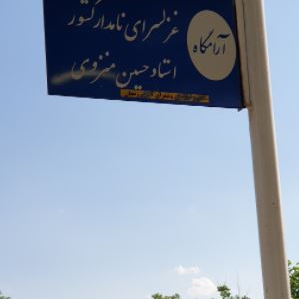 آرامگاه
غزلسرای نامدار کشور
استاد حسین منزوی